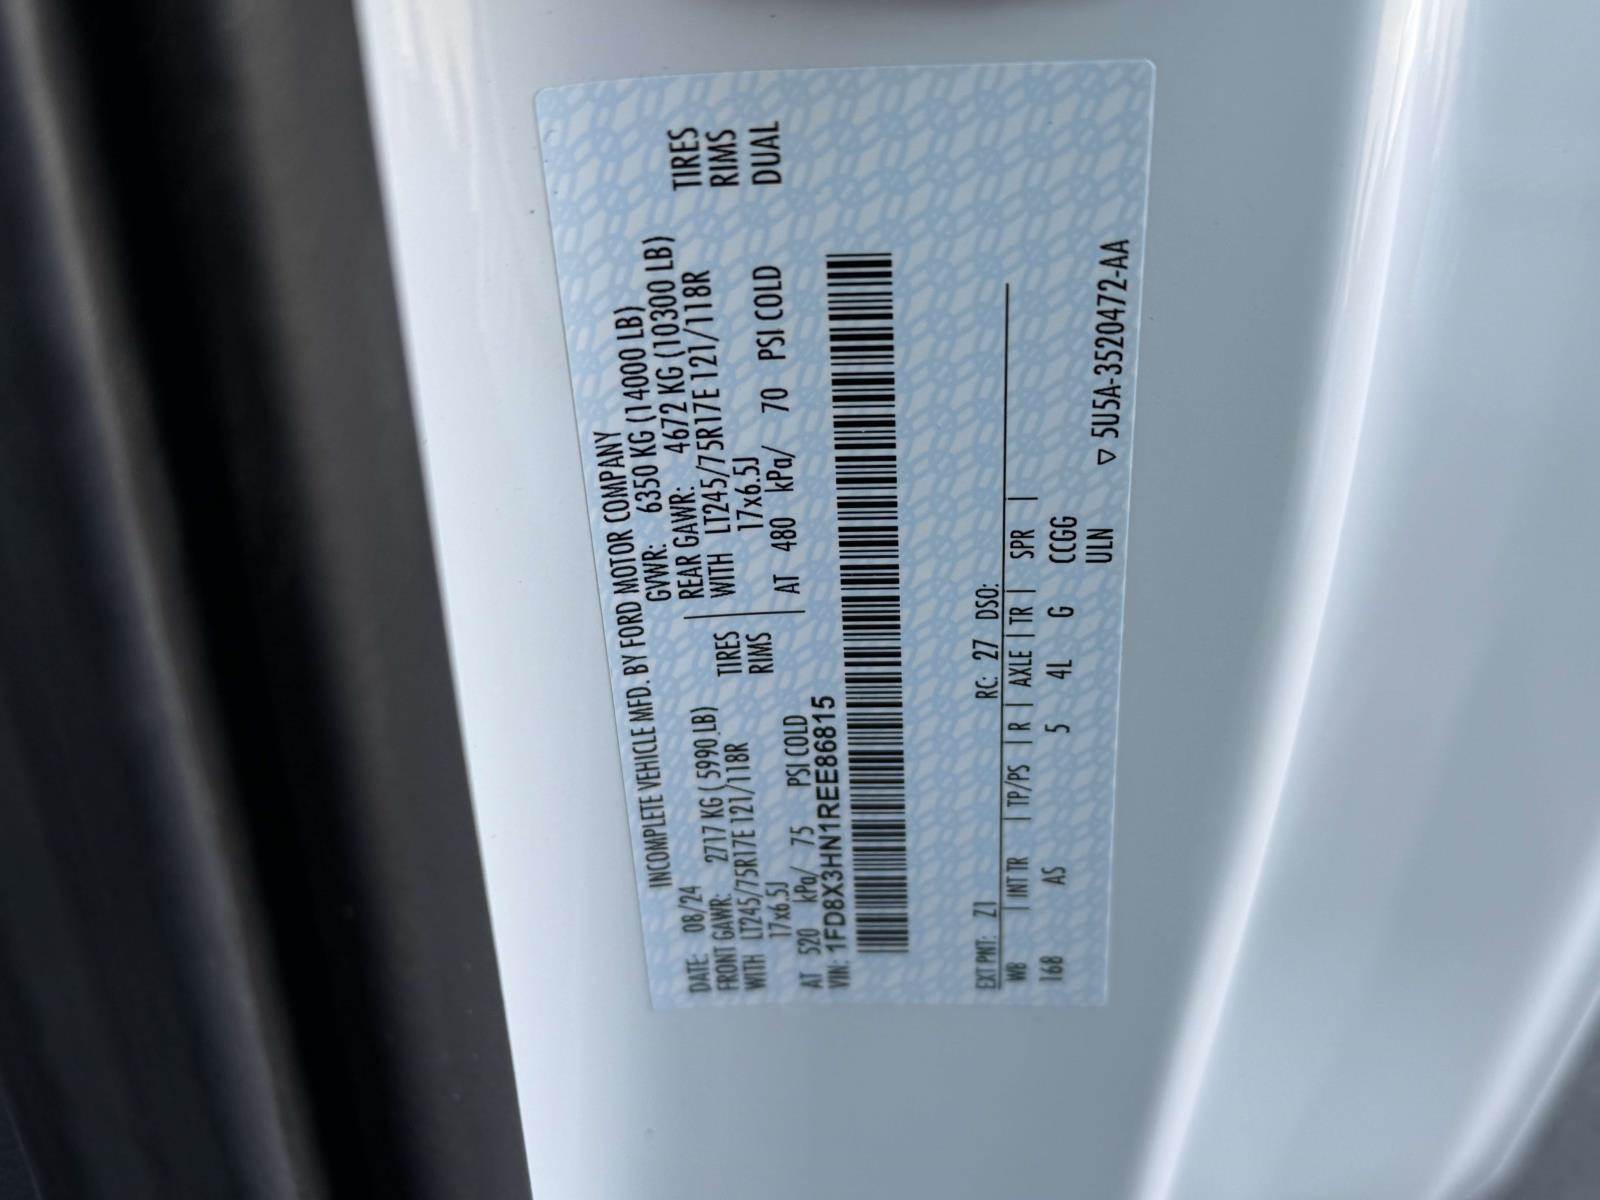 INCOMPLETE VEHICLE MFD. BY FORD MOTOR COMPANY
DATE: 08/24 GVWR: 6350 KG (14000 LB)
FRONT GAWR: 2717 KG ( 5990 LB) REAR GAWR: 4672 KG (10300 LB)
WITH LT245/75R17E 121/118R TIRES WITH LT245/75R17E 121/118R TIRES
17x6.5J RIMS 17x6.5J RIMS
AT 520 kPa/ 75 PSI COLD AT 480 kPa/ 70 PSI COLD DUAL
VIN: 1FD8X3HN1REE86815
EXT PNT: Z1 RC: 27 DSO:
WB | INT TR | TP/PS | R | AXLE | TR | SPR |
168 AS 5 4L G CCGG
ULN ▽ 5U5A-3520472-AA